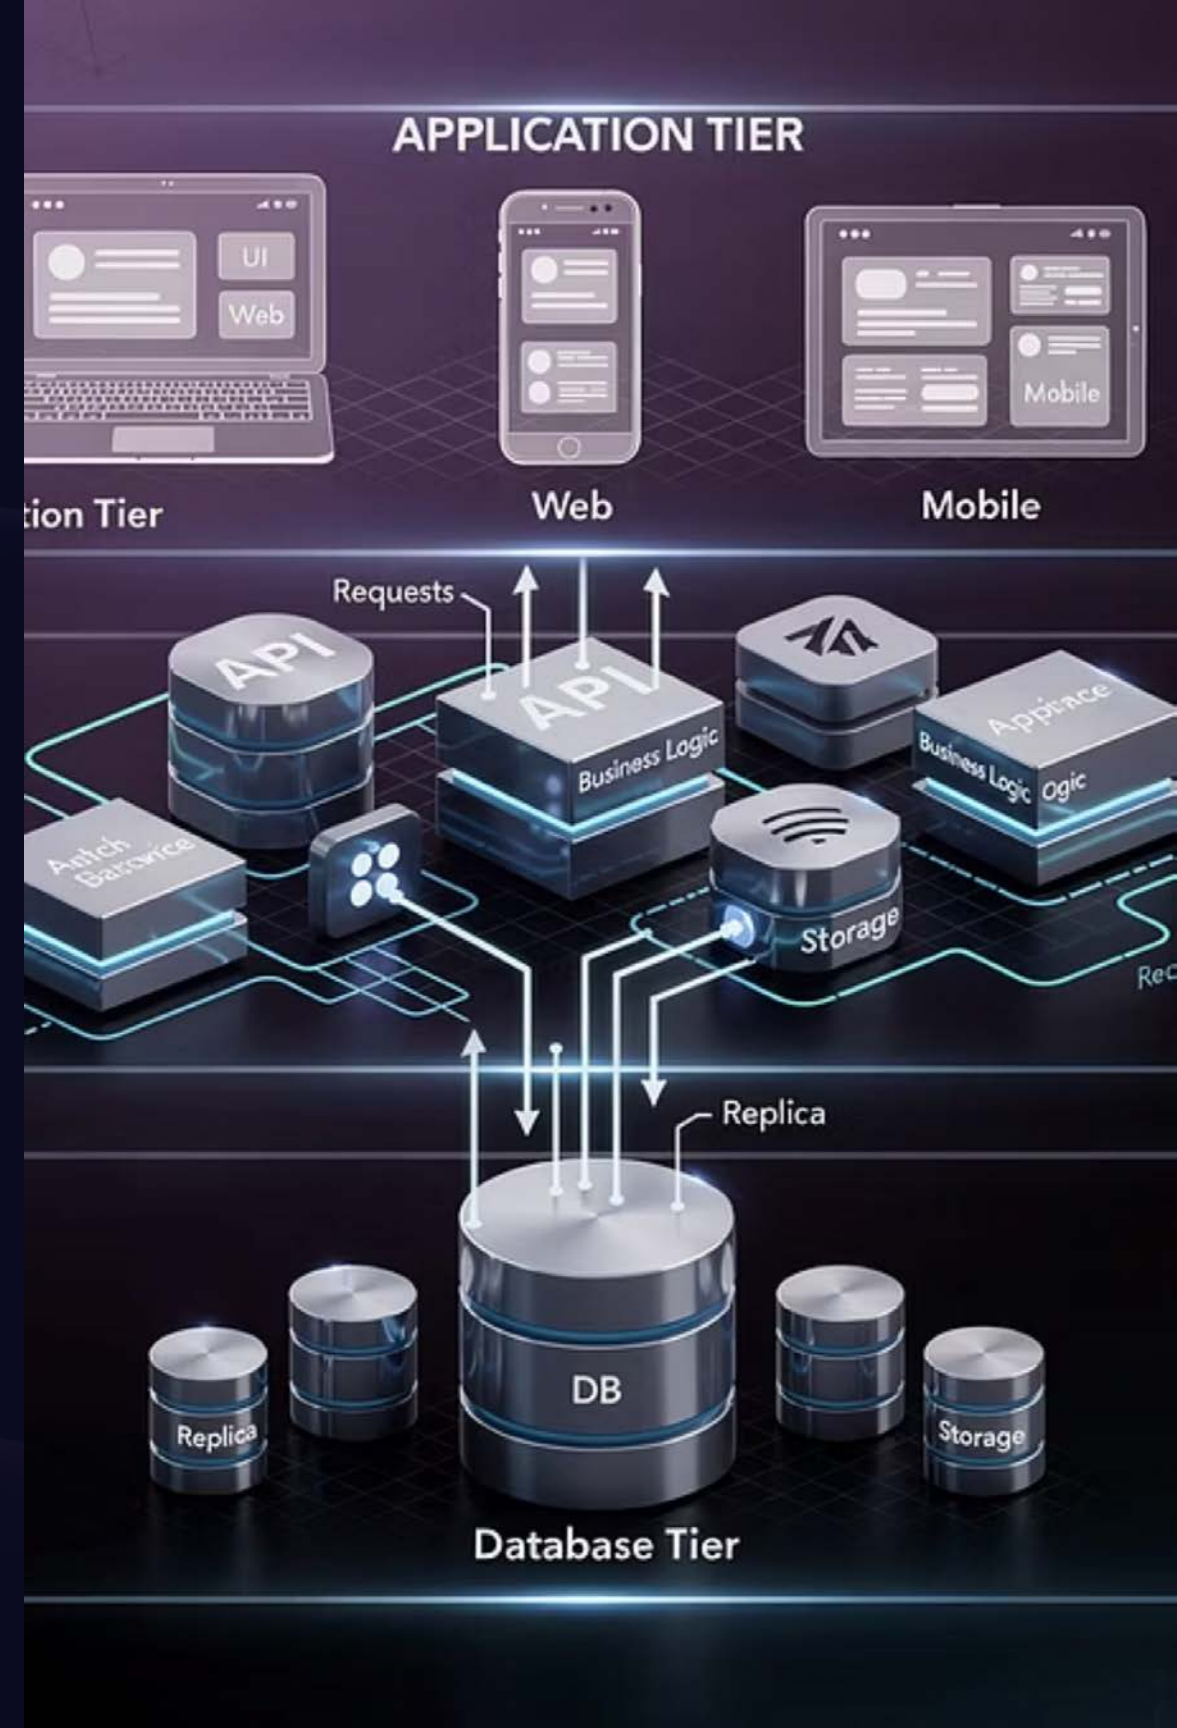 APPLICATION TIER
UI
Web
Mobile
tion Tier
Web
Mobile
Requests
API
API
Business Logic
Business Logic
ogic
Storage
Replica
DB
Replica
Storage
Database Tier